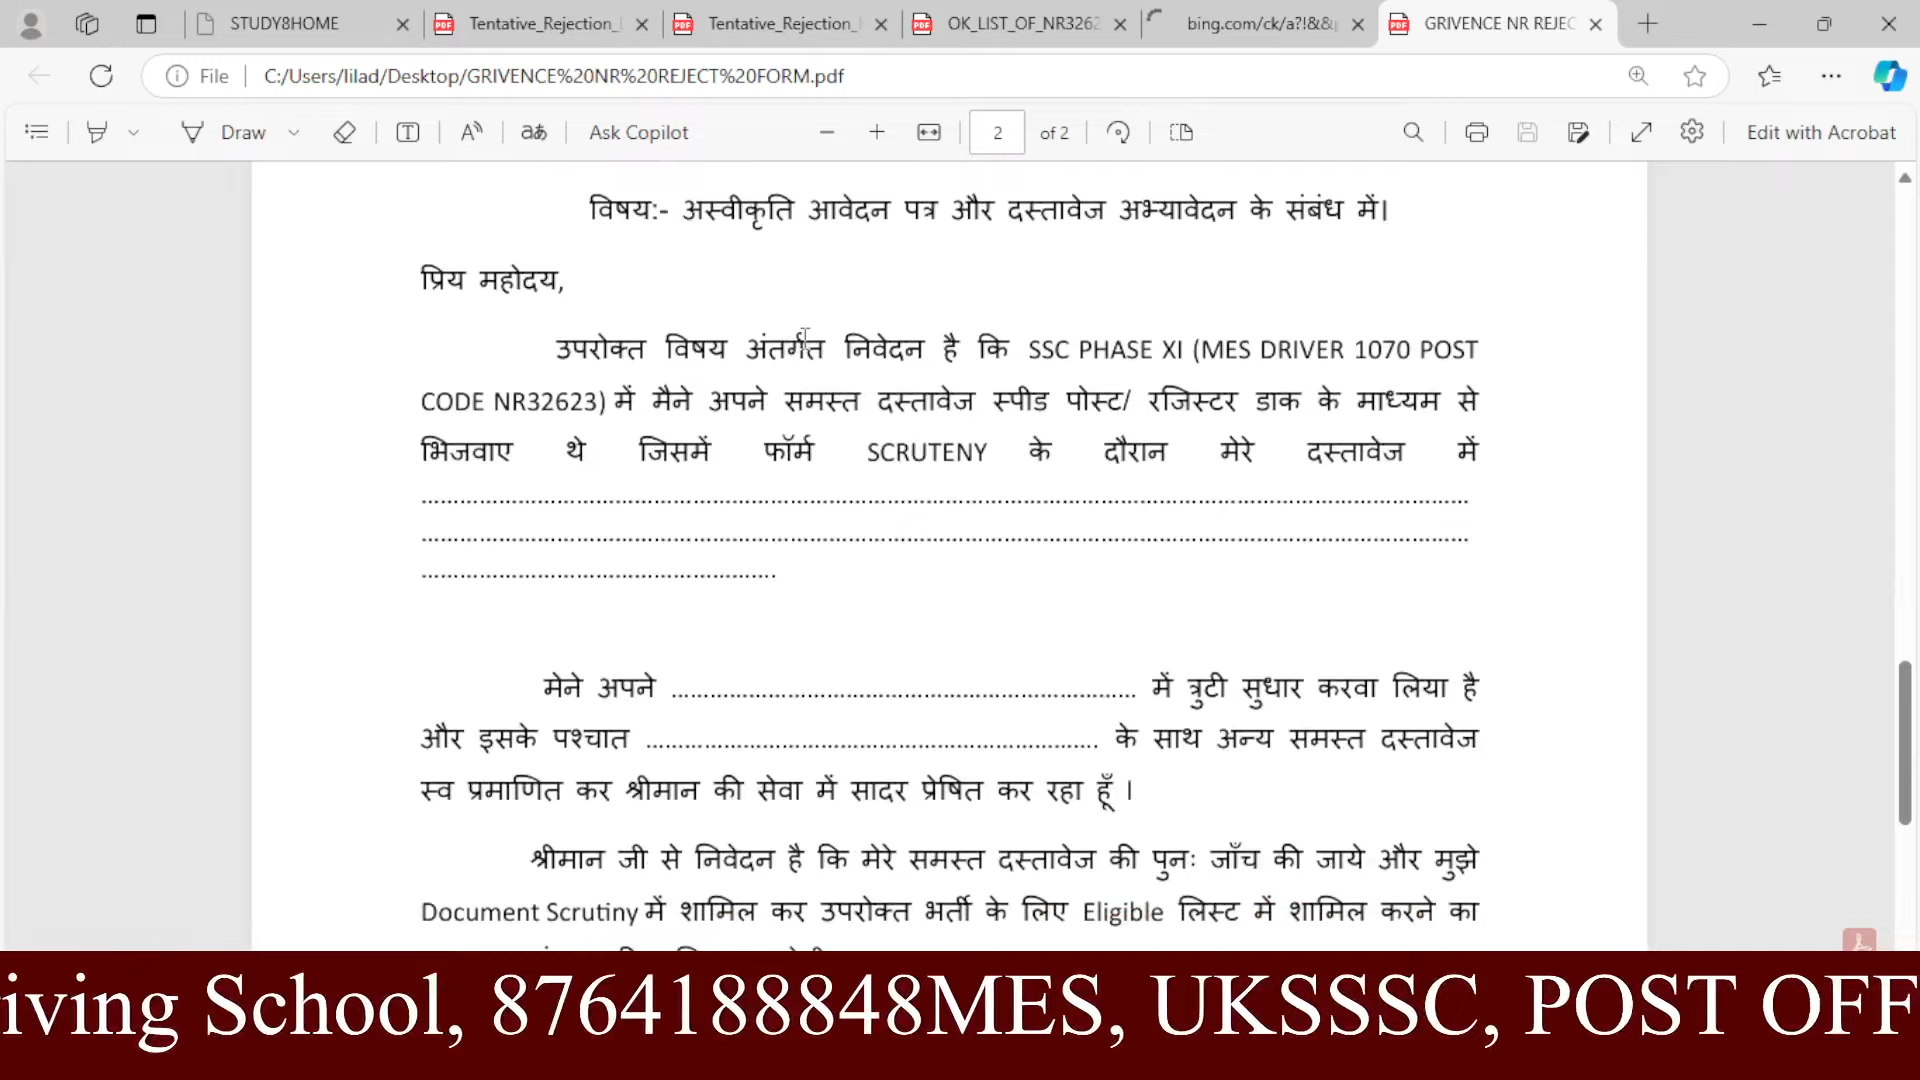 STUDY8HOME
Tentative_Rejection_
Tentative_Rejection_
OK_LIST_OF_NR3262
bing.com/ck/a?!&&
GRIVENCE NR REJEC
File
C:/Users/lilad/Desktop/GRIVENCE%20NR%20REJECT%20FORM.pdf
Draw
Ask Copilot
2 of 2
Edit with Acrobat
विषय:- अस्वीकृति आवेदन पत्र और दस्तावेज अभ्यावेदन के संबंध में।
प्रिय महोदय,
उपरोक्त विषय अंतर्गत निवेदन है कि SSC PHASE XI (MES DRIVER 1070 POST
CODE NR32623) में मैने अपने समस्त दस्तावेज स्पीड पोस्ट/ रजिस्टर डाक के माध्यम से
भिजवाए थे जिसमें फॉर्म SCRUTENY के दौरान मेरे दस्तावेज में
मेने अपने ........................................................................ में त्रुटी सुधार करवा लिया है
और इसके पश्चात ...................................................................... के साथ अन्य समस्त दस्तावेज
स्व प्रमाणित कर श्रीमान की सेवा में सादर प्रेषित कर रहा हूँ ।
श्रीमान जी से निवेदन है कि मेरे समस्त दस्तावेज की पुनः जाँच की जाये और मुझे
Document Scrutiny में शामिल कर उपरोक्त भर्ती के लिए Eligible लिस्ट में शामिल करने का
iving School, 8764188848MES, UKSSSC, POST OFF